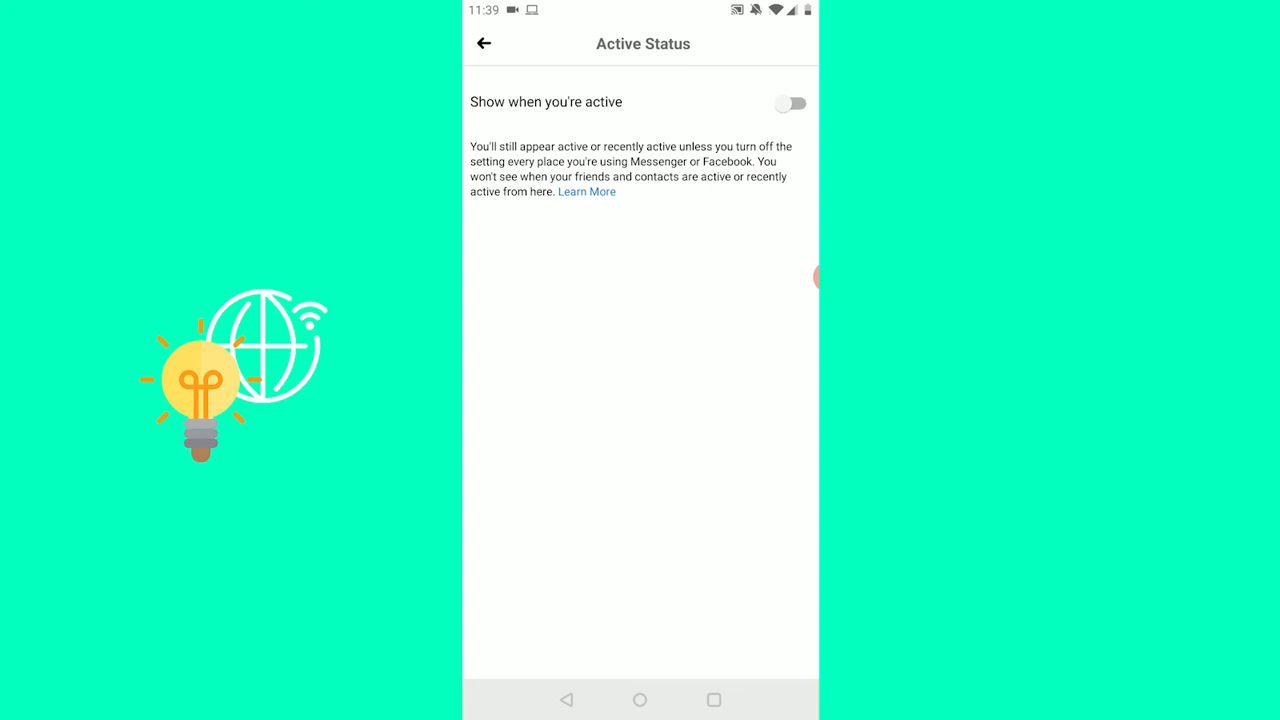 11:39
Active Status
Show when you're active
You'll still appear active or recently active unless you turn off the
setting every place you're using Messenger or Facebook. You
won't see when your friends and contacts are active or recently
active from here. Learn More